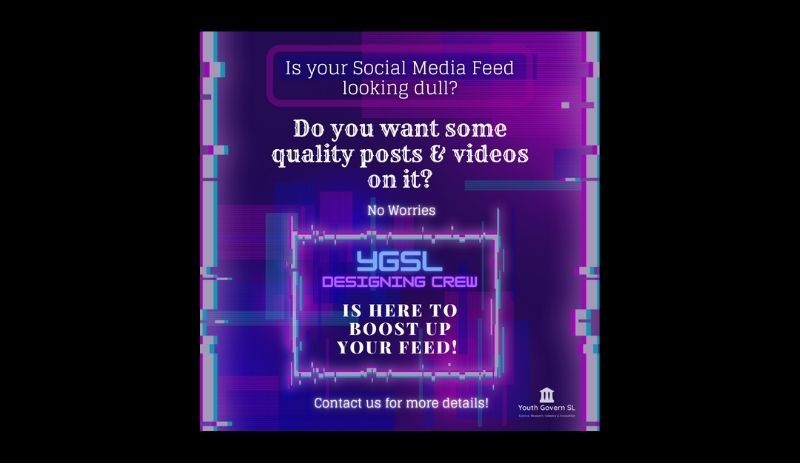 Is your Social Media Feed
looking dull?
Do you want some
quality posts & videos
on it?
No Worries
YGSL
DESIGNING CREW
IS HERE TO
BOOST UP
YOUR FEED!
Contact us for more details!
Youth Govern SL